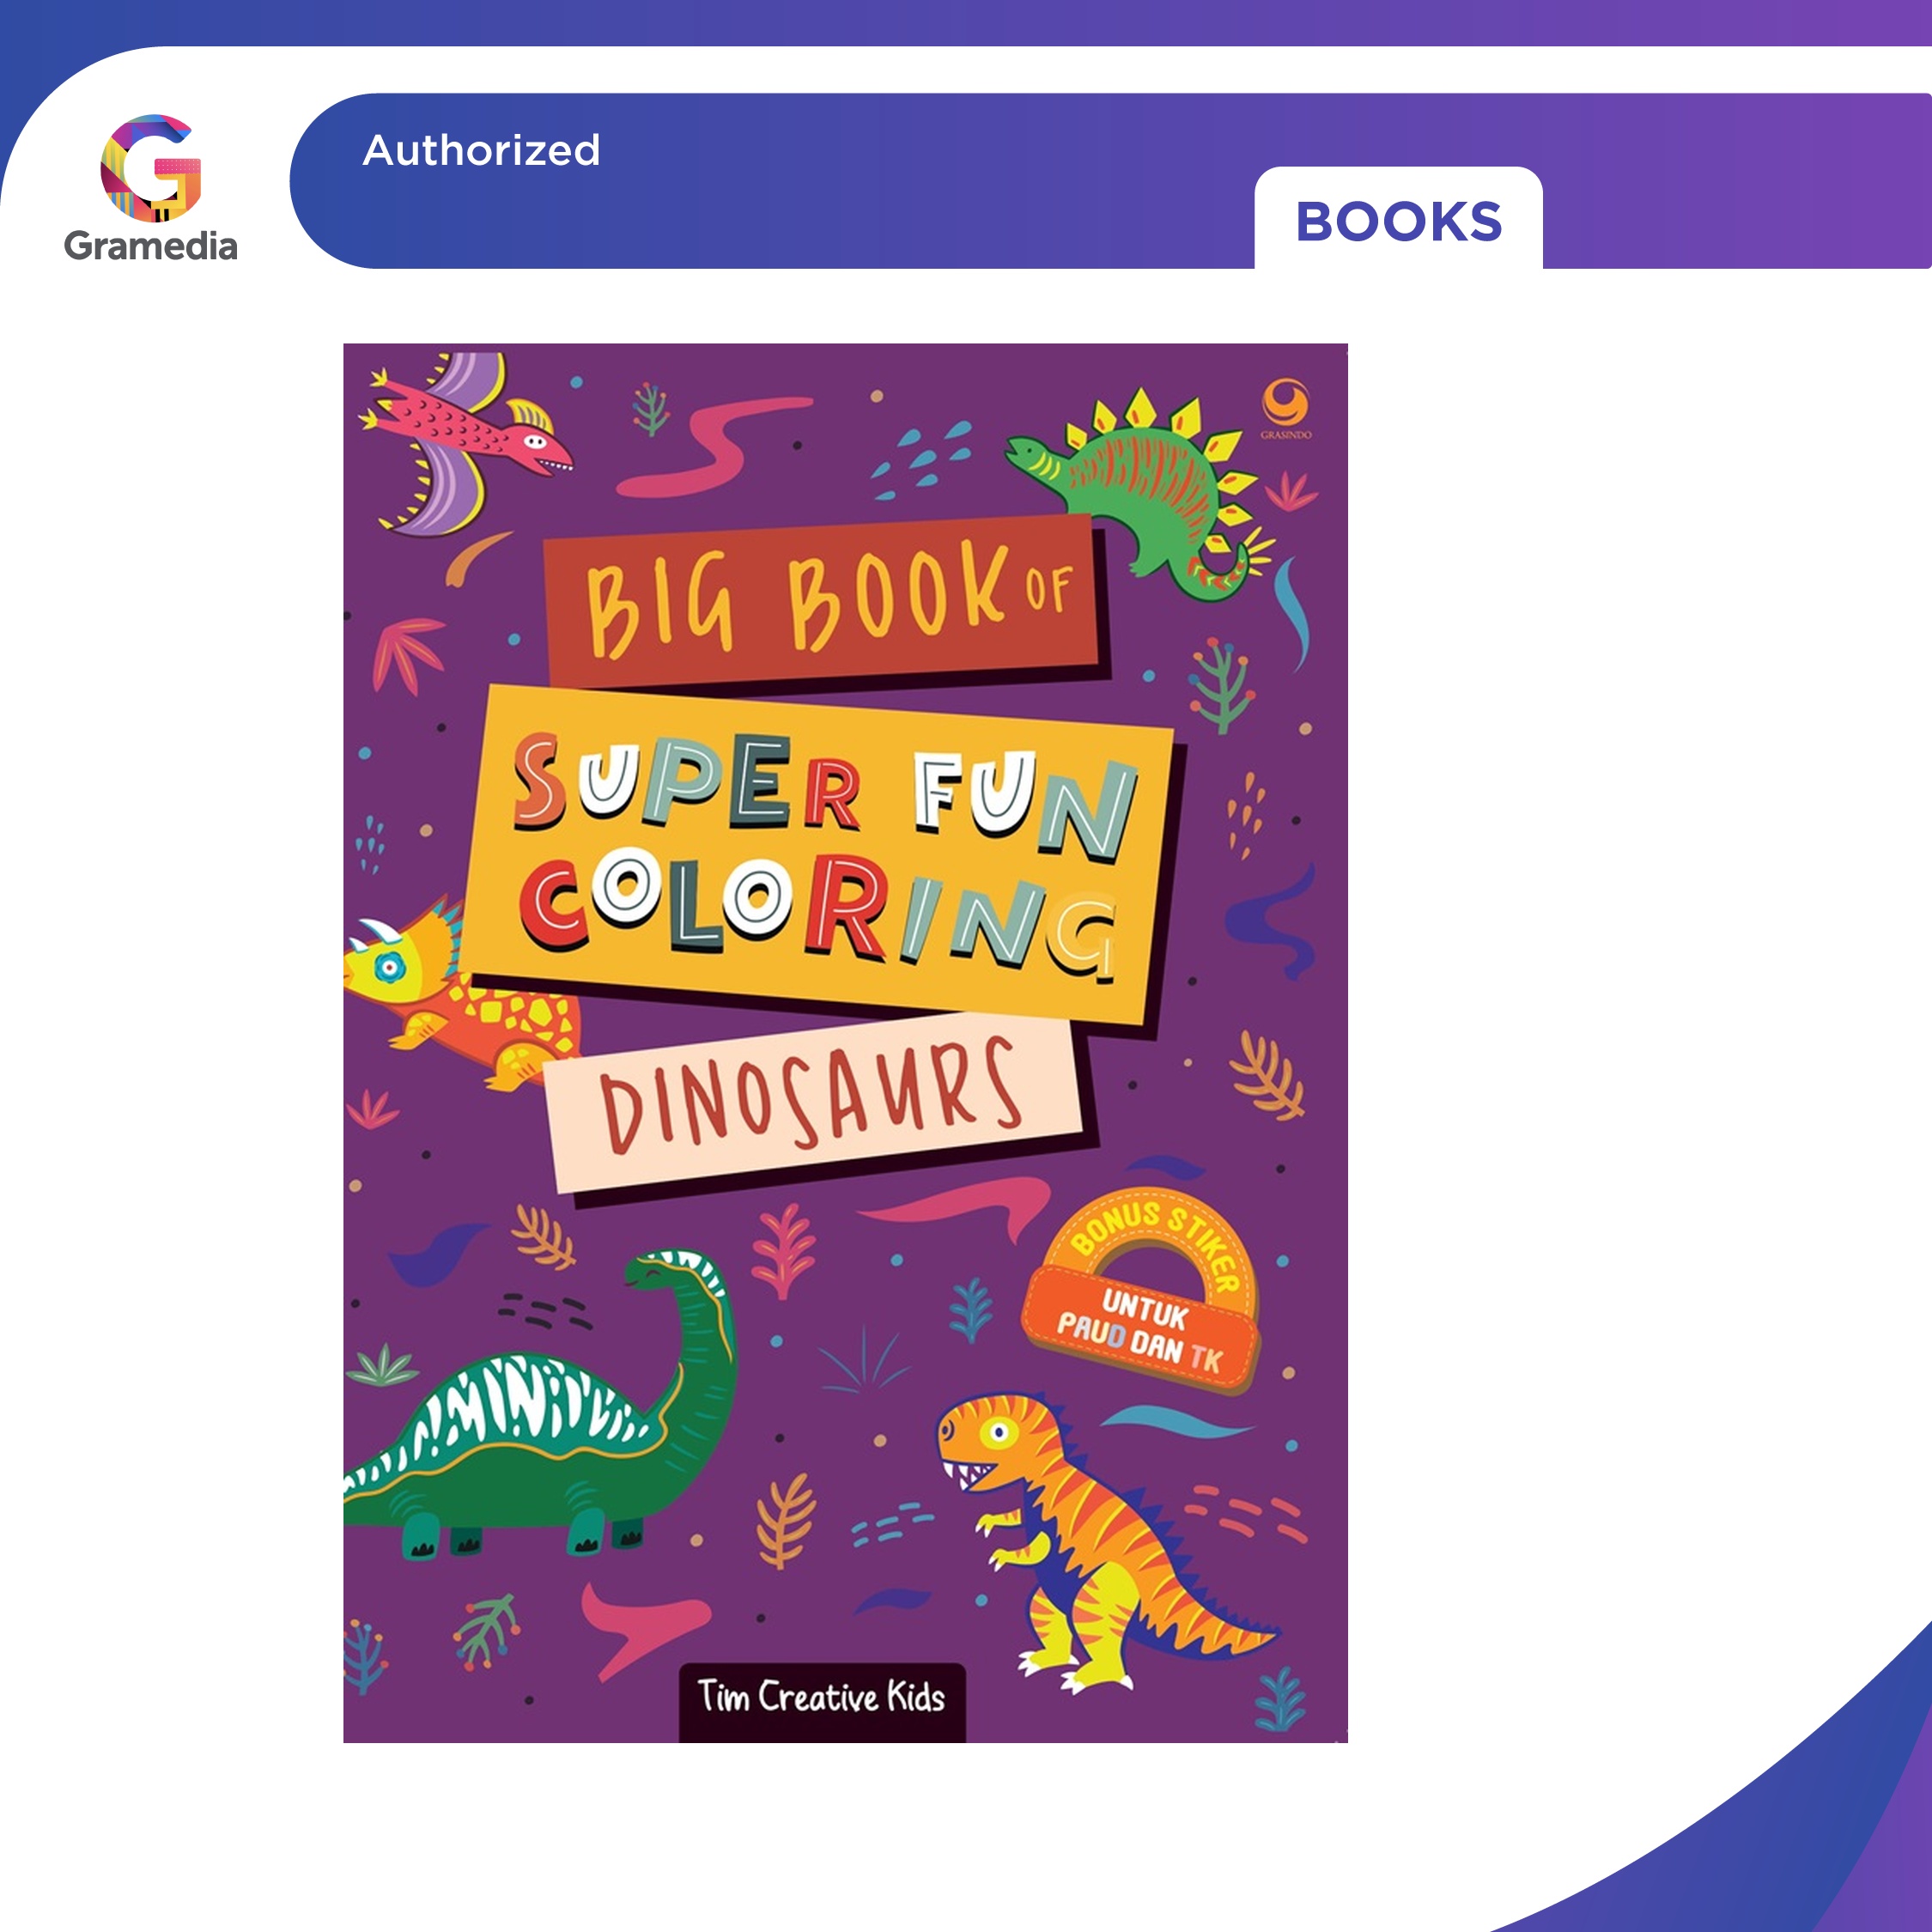 Authorized
Gramedia
BOOKS
GRASINDO
BIG BOOK OF
SUPER FUN
COLORING
DINOSAURS
BONUS STIKER
UNTUK
PAUD DAN TK
Tim Creative Kids